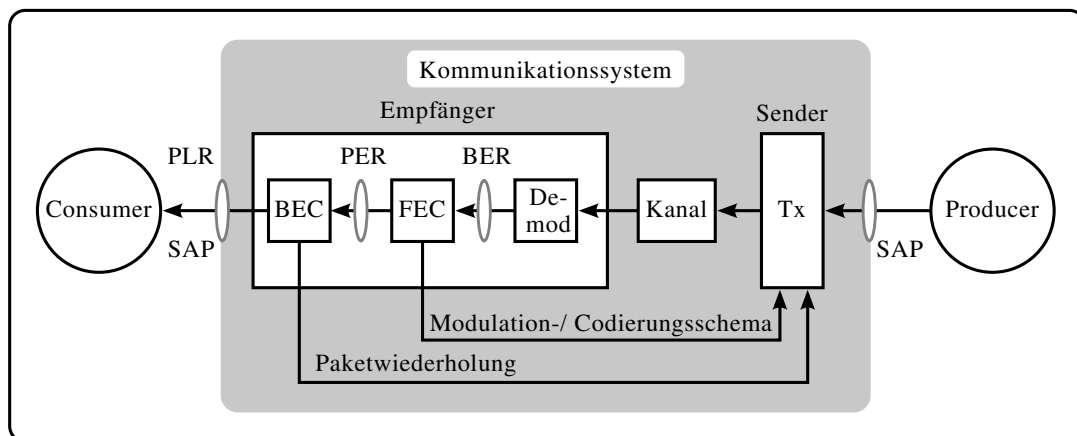 Kommunikationssystem
Empfänger
Sender
PLR
PER
BER
Consumer
BEC
FEC
De-
mod
Kanal
Tx
Producer
SAP
SAP
Modulation-/ Codierungsschema
Paketwiederholung